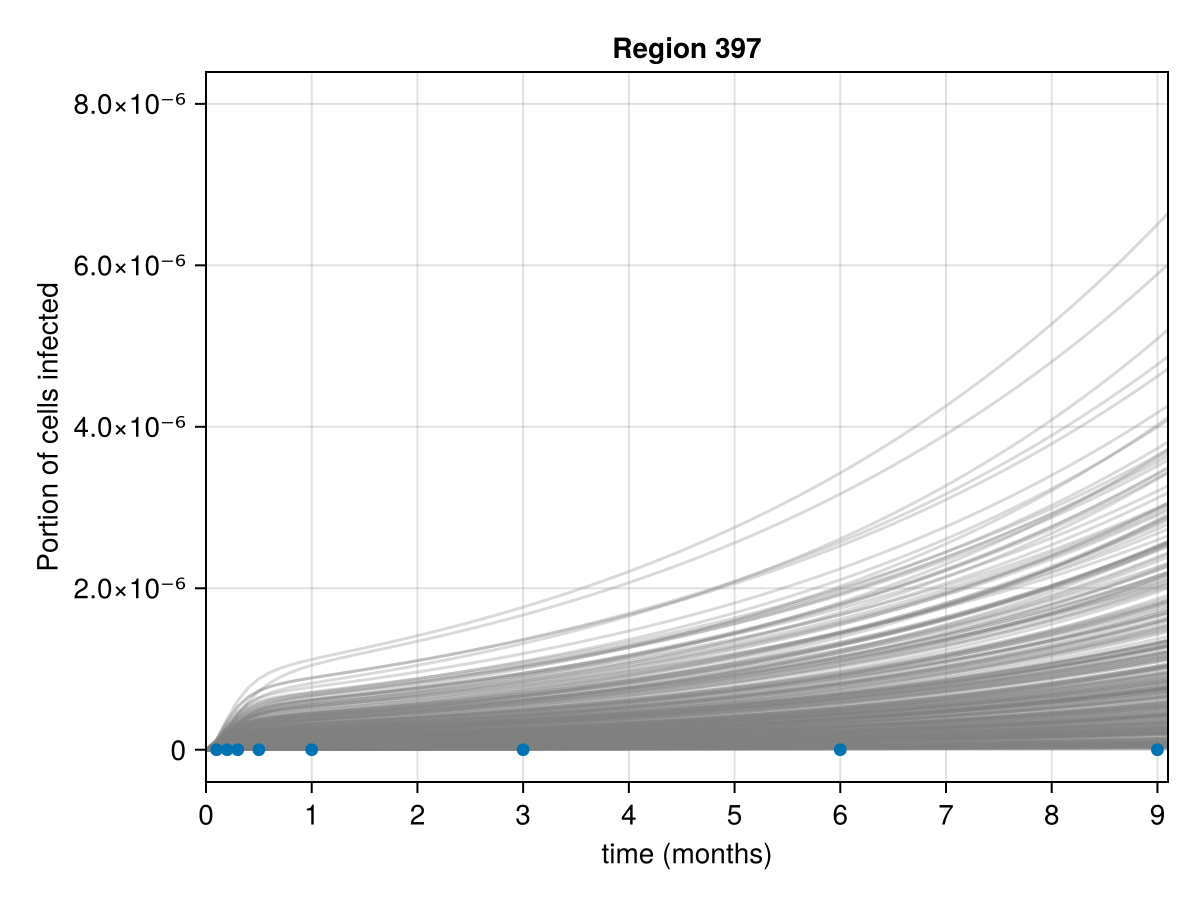 Region 397
8.0×10⁻⁶
6.0×10⁻⁶
4.0×10⁻⁶
2.0×10⁻⁶
0
Portion of cells infected
0 1 2 3 4 5 6 7 8 9
time (months)